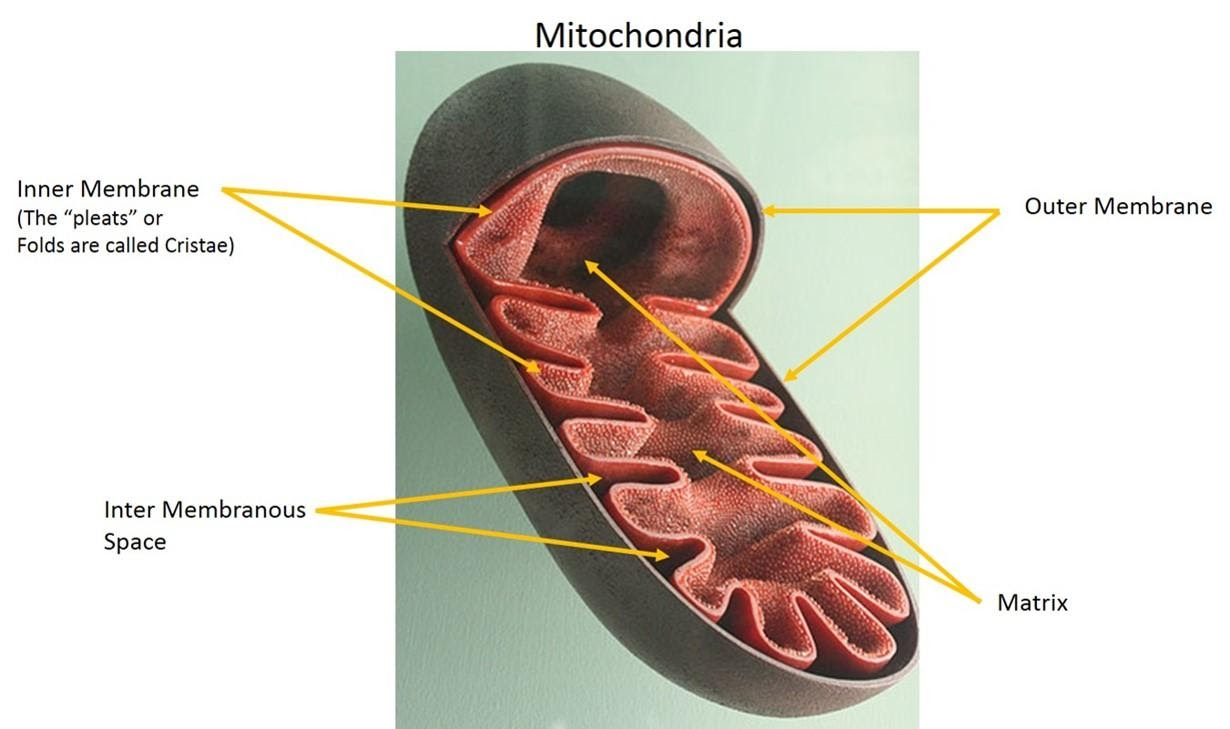 Mitochondria
Inner Membrane
(The “pleats” or
Folds are called Cristae)
Outer Membrane
Inter Membranous
Space
Matrix